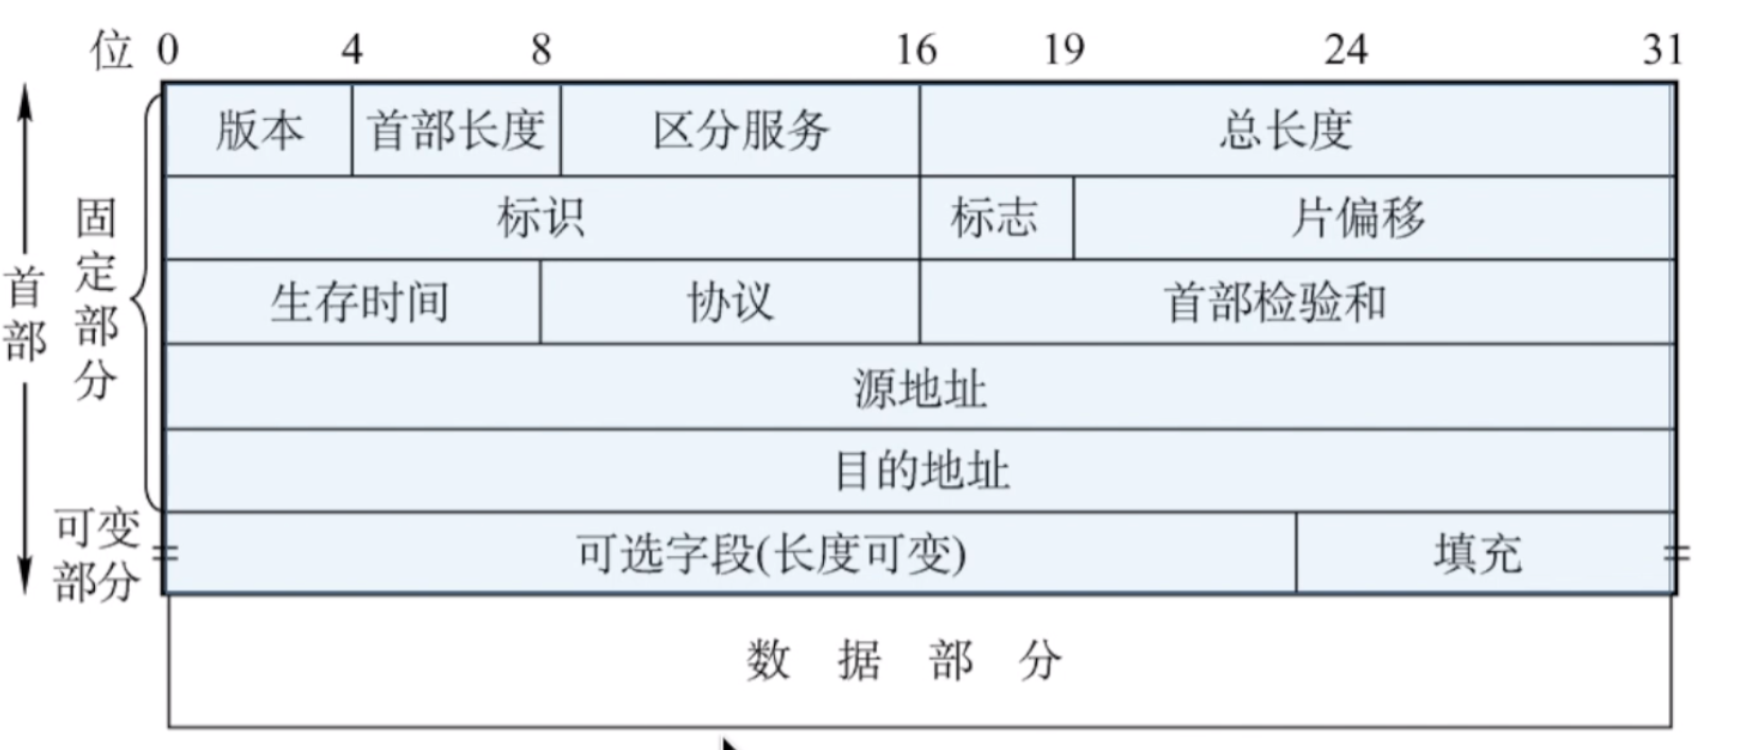 位 0 4 8 16 19 24 31
版本 首部长度 区分服务 总长度
标识 标志 片偏移
生存时间 协议 首部检验和
源地址
目的地址
可选字段(长度可变) 填充
数据部分
首部
固定部分
可变
部分